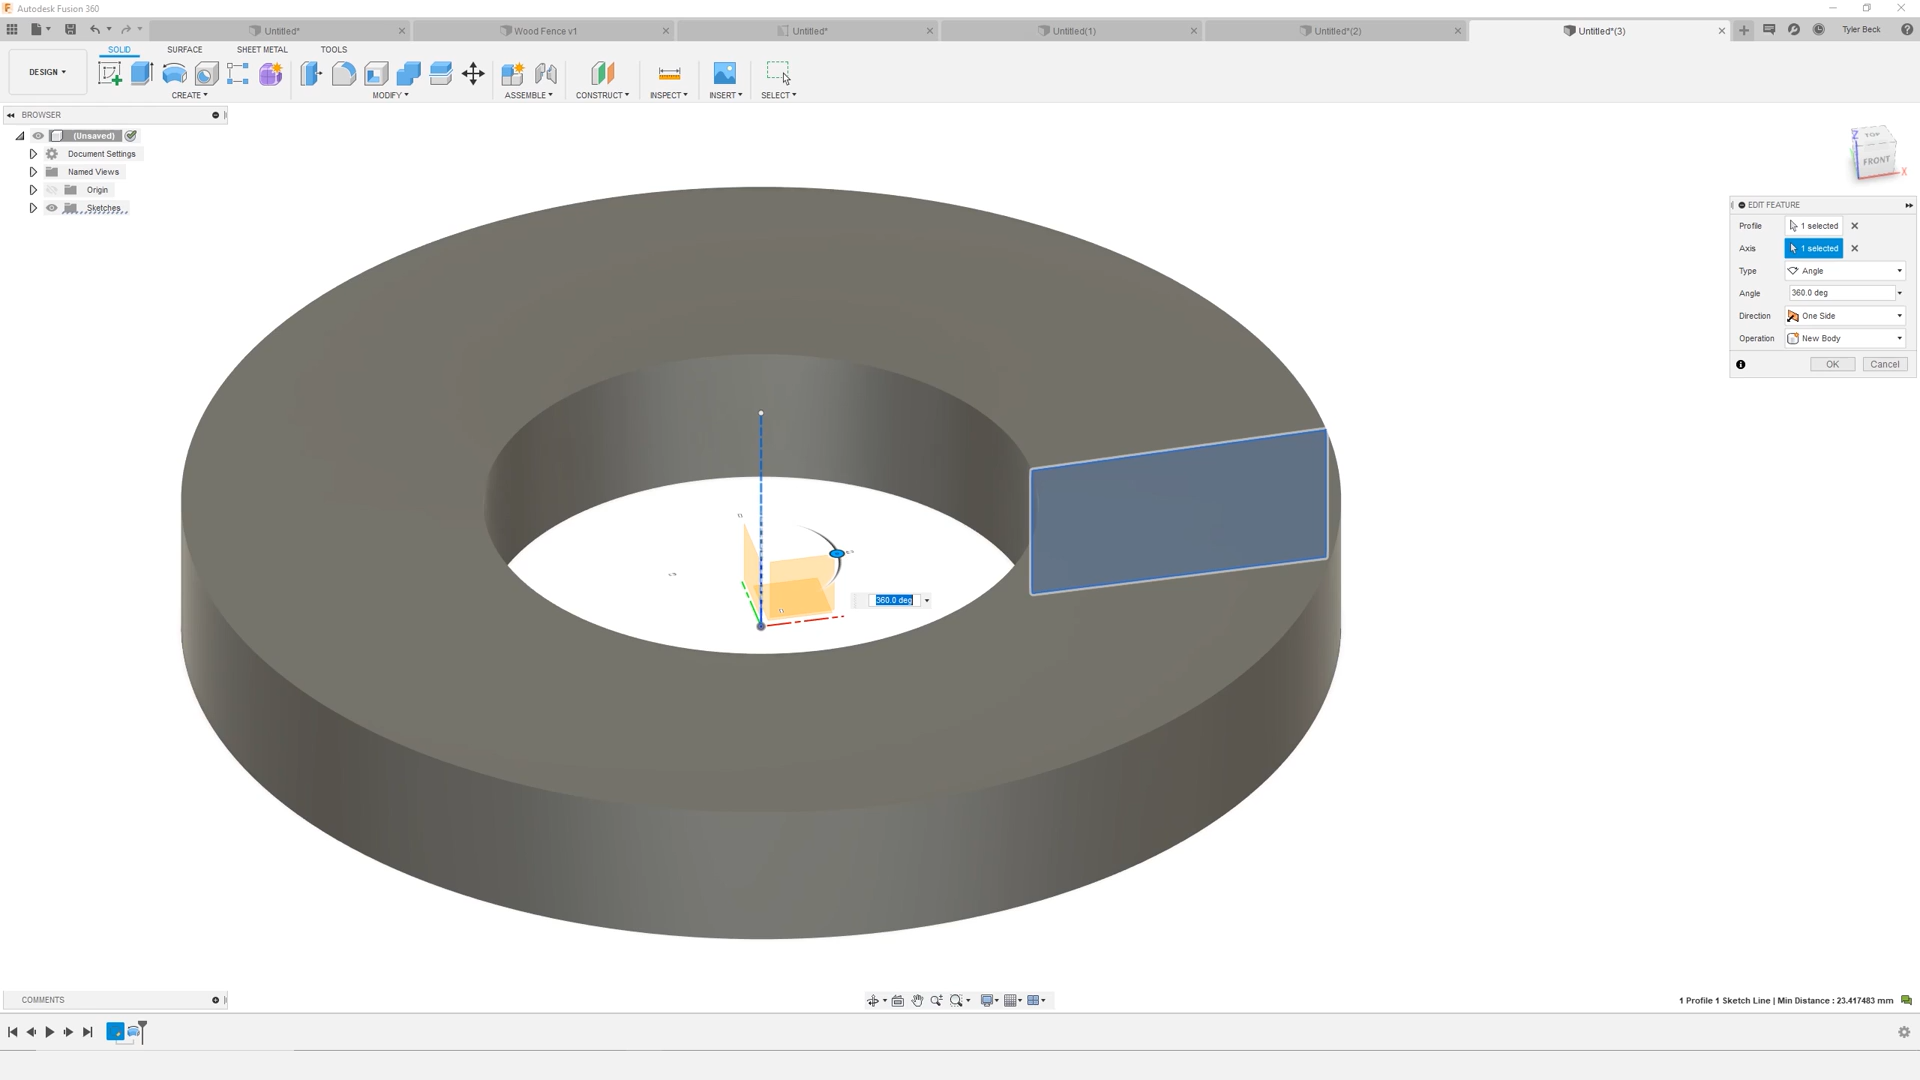 Autodesk Fusion 360
Untitled*
Wood Fence v1
Untitled*
Untitled(1)
Untitled*(2)
Untitled*(3)
Tyler Beck
DESIGN
SOLID
SURFACE
SHEET METAL
TOOLS
CREATE
MODIFY
ASSEMBLE
CONSTRUCT
INSPECT
INSERT
SELECT
BROWSER
(Unsaved)
Document Settings
Named Views
Origin
Sketches
Z
TOP
FRONT
X
EDIT FEATURE
Profile 1 selected
Axis 1 selected
Type Angle
Angle 360.0 deg
Direction One Side
Operation New Body
OK Cancel
360.0 deg
COMMENTS
1 Profile 1 Sketch Line | Min Distance : 23.417483 mm